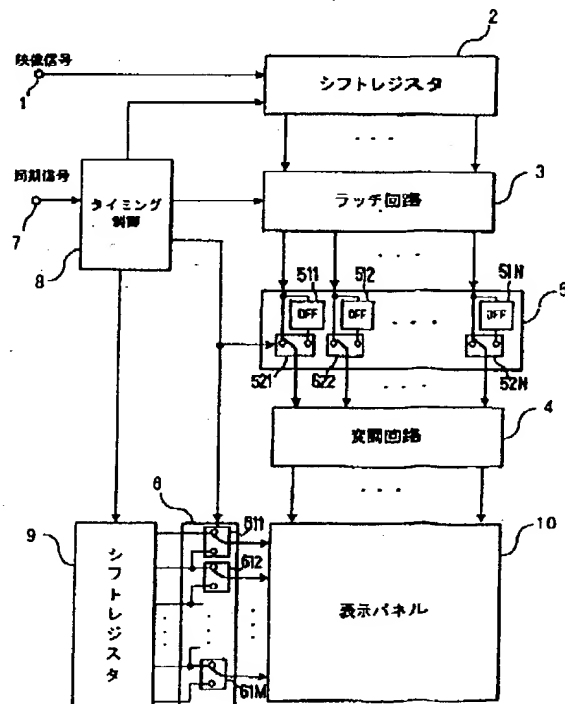 2
映像信号
1
シフトレジスタ
同期信号
7
タイミング
制御
8
ラッチ回路
3
511
512
51N
5
OFF
OFF
OFF
521
522
52N
変調回路
4
6
611
612
61M
9
シフトレジスタ
10
表示パネル